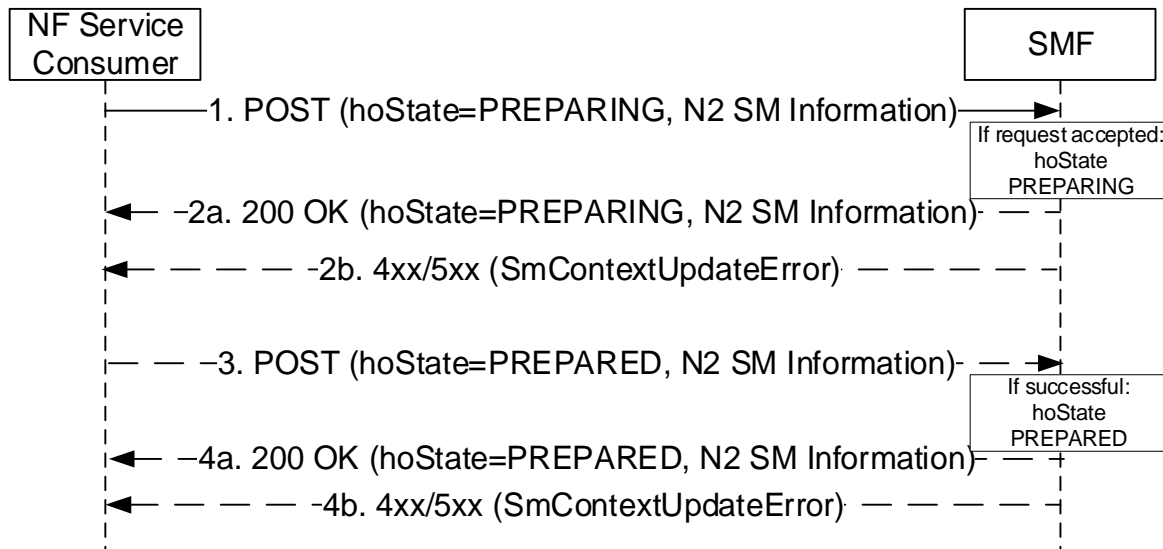 NF Service
Consumer
SMF
1. POST (hoState=PREPARING, N2 SM Information)
If request accepted:
hoState
PREPARING
2a. 200 OK (hoState=PREPARING, N2 SM Information)
2b. 4xx/5xx (SmContextUpdateError)
3. POST (hoState=PREPARED, N2 SM Information)
If successful:
hoState
PREPARED
4a. 200 OK (hoState=PREPARED, N2 SM Information)
4b. 4xx/5xx (SmContextUpdateError)